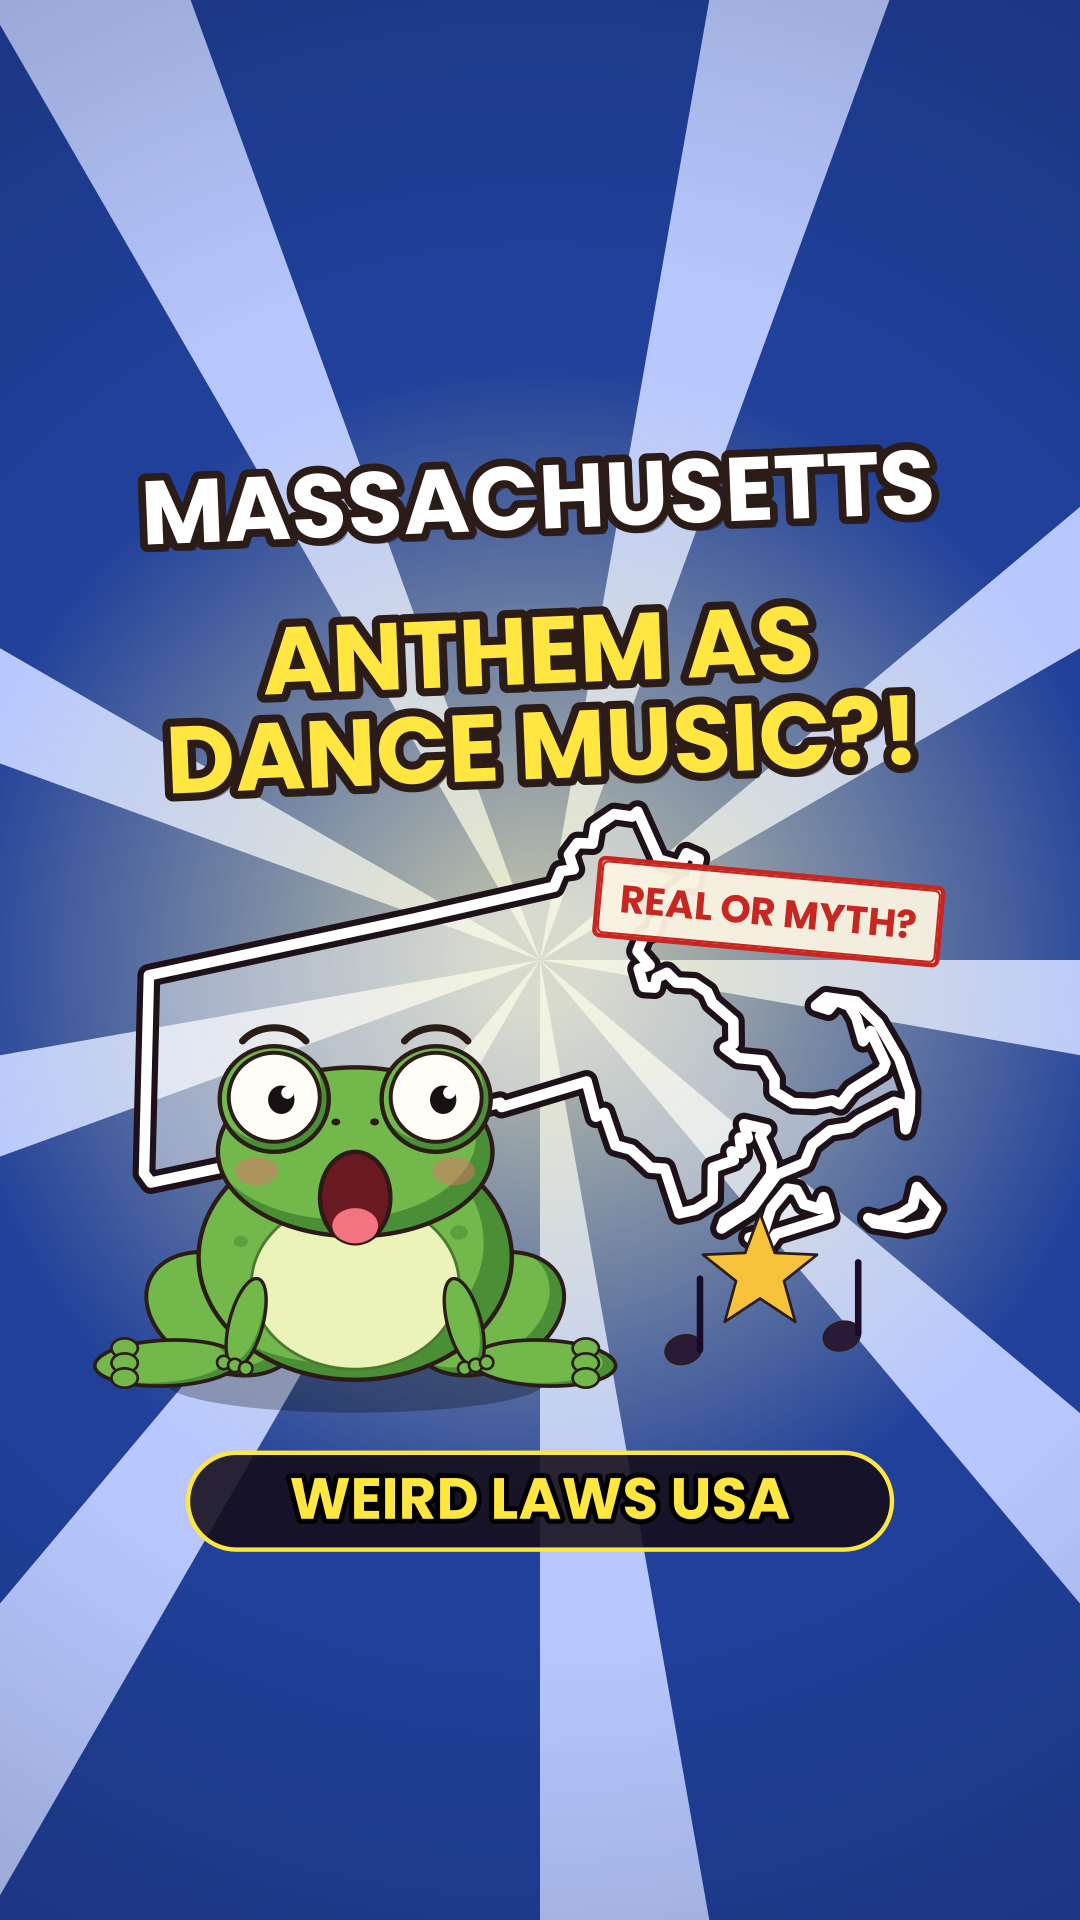 MASSACHUSETTS
ANTHEM AS
DANCE MUSIC?!
REAL OR MYTH?
WEIRD LAWS USA